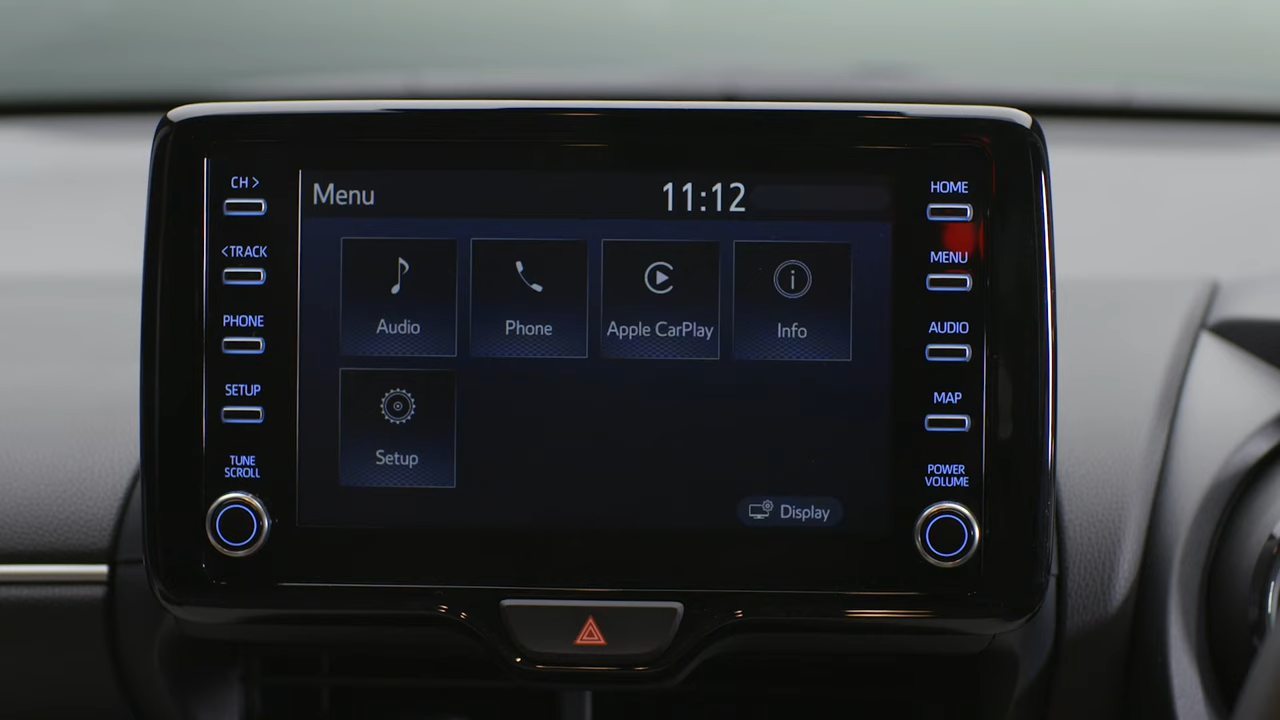 CH >
<TRACK
PHONE
SETUP
TUNE
SCROLL
Menu
11:12
Audio
Phone
Apple CarPlay
Info
Setup
Display
HOME
MENU
AUDIO
MAP
POWER
VOLUME